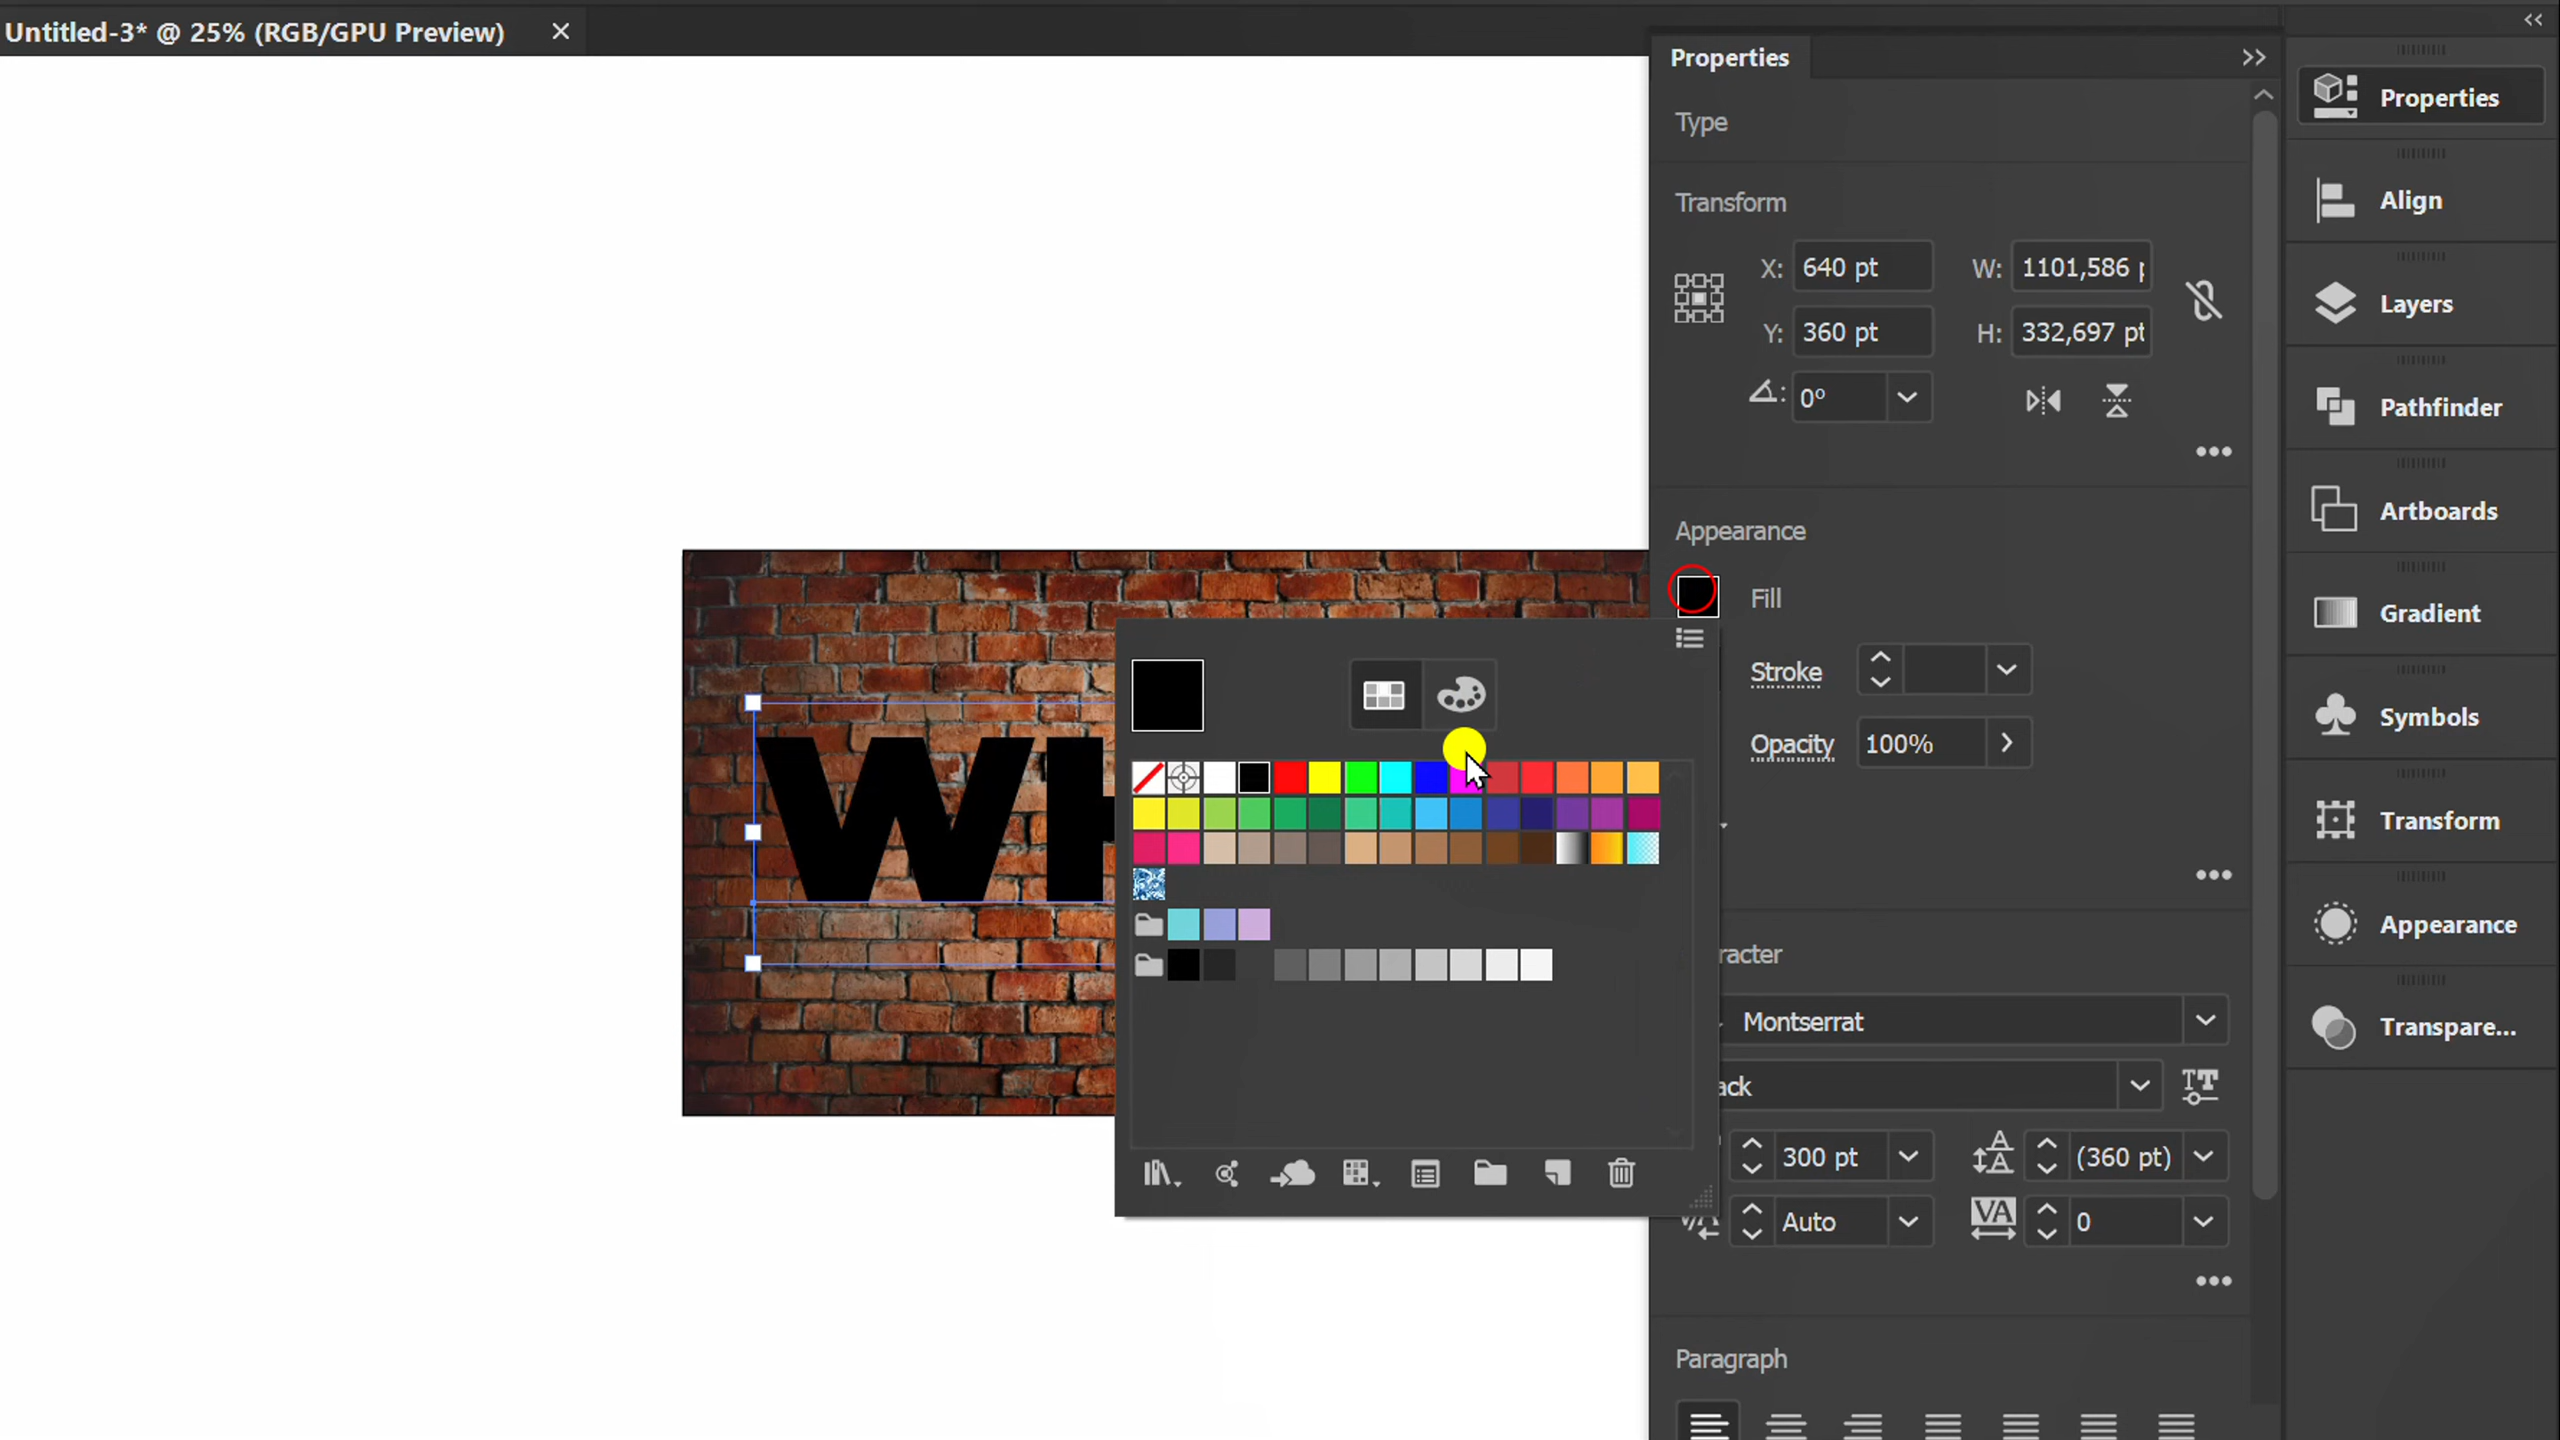 Untitled-3* @ 25% (RGB/GPU Preview)
Properties
Properties
Type
Align
Transform
X: 640 pt W: 1101,586 p
Layers
Y: 360 pt H: 332,697 pt
0°
Pathfinder
Artboards
Appearance
Fill
Gradient
Stroke
Symbols
Opacity 100%
Transform
WH
Appearance
racter
Montserrat
Transpare...
ack
300 pt (360 pt)
Auto VA 0
Paragraph